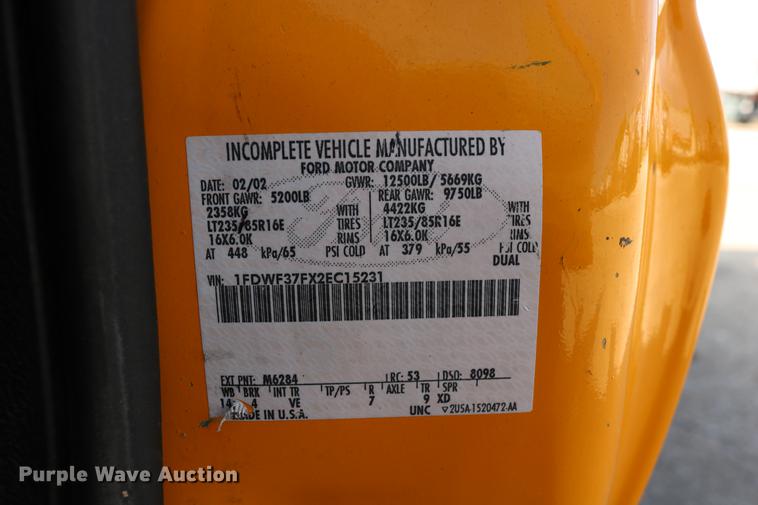 INCOMPLETE VEHICLE MANUFACTURED BY
FORD MOTOR COMPANY
DATE: 02/02 GVWR: 12500LB/ 5669KG
FRONT GAWR: 5200LB REAR GAWR: 9750LB
2358KG WITH 4422KG WITH
LT235/85R16E TIRES LT235/85R16E TIRES
16X6.0K RIMS 16X6.0K RIMS
AT 448 kPa/65 PSI COLD AT 379 kPa/55 PSI COLD
DUAL
VIN: 1FDWF37FX2EC15231
EXT PNT: M6284 RC: 53 DSO: 8098
WB BRK INT TR TP/PS R AXLE TR SPR
4 VE 7 9 XD
MADE IN U.S.A. UNC 2U5A-1520472-AA
Purple Wave Auction